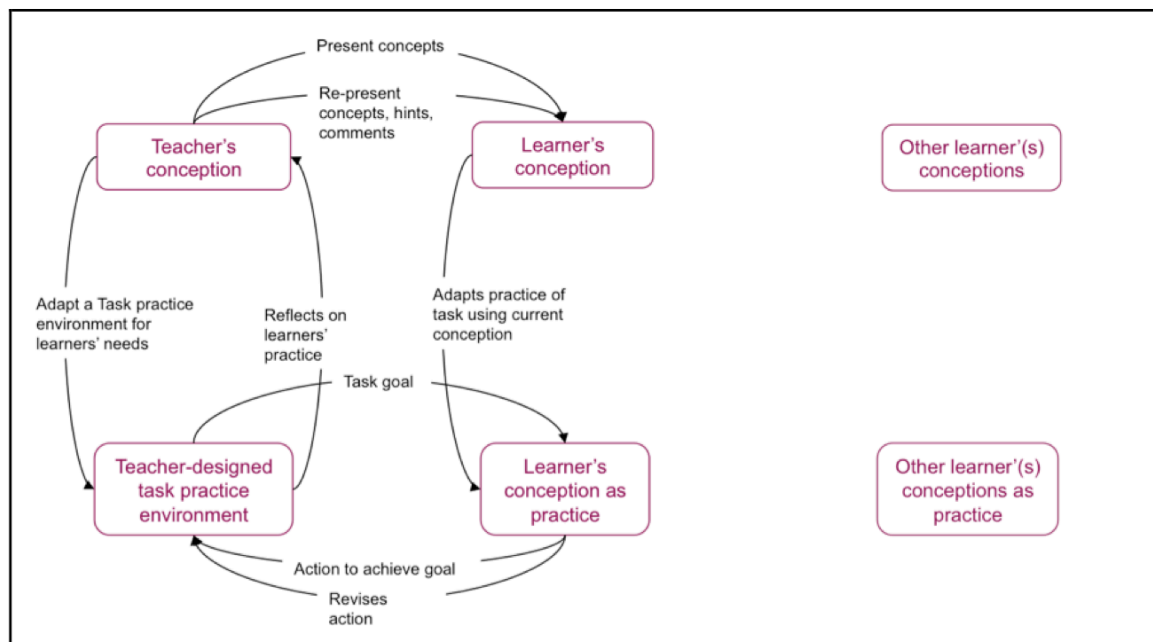 Present concepts
Re-present
concepts, hints,
comments
Teacher's
conception
Learner's
conception
Other learner'(s)
conceptions
Adapt a Task practice
environment for
learners' needs
Reflects on
learners'
practice
Adapts practice of
task using current
conception
Task goal
Teacher-designed
task practice
environment
Learner's
conception as
practice
Other learner'(s)
conceptions as
practice
Action to achieve goal
Revises
action